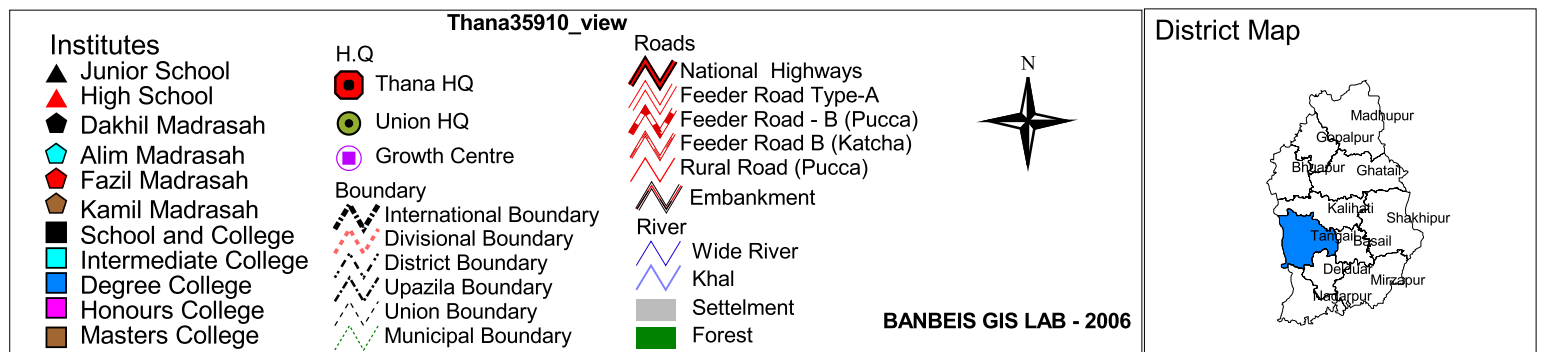 Thana35910_view
Institutes
Junior School
High School
Dakhil Madrasah
Alim Madrasah
Fazil Madrasah
Kamil Madrasah
School and College
Intermediate College
Degree College
Honours College
Masters College
H.Q
Thana HQ
Union HQ
Growth Centre
Boundary
International Boundary
Divisional Boundary
District Boundary
Upazila Boundary
Union Boundary
Municipal Boundary
Roads
National Highways
Feeder Road Type-A
Feeder Road - B (Pucca)
Feeder Road B (Katcha)
Rural Road (Pucca)
Embankment
River
Wide River
Khal
Settelment
Forest
N
BANBEIS GIS LAB - 2006
District Map
Madhupur
Gopalpur
Bhuapur
Ghatail
Kalihati
Shakhipur
Tangail
Basail
Delduar
Mirzapur
Nagarpur